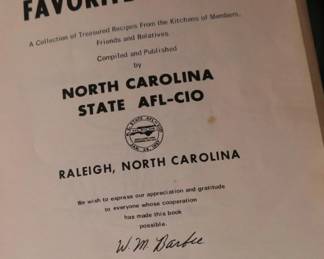 FAVORITE
A Collection of Treasured Recipes From the Kitchens of Members,
Friends and Relatives
Compiled and Published
by
NORTH CAROLINA
STATE AFL-CIO
RALEIGH, NORTH CAROLINA
We wish to express our appreciation and gratitude
to everyone whose cooperation
has made this book
possible.
W. M. Barbee